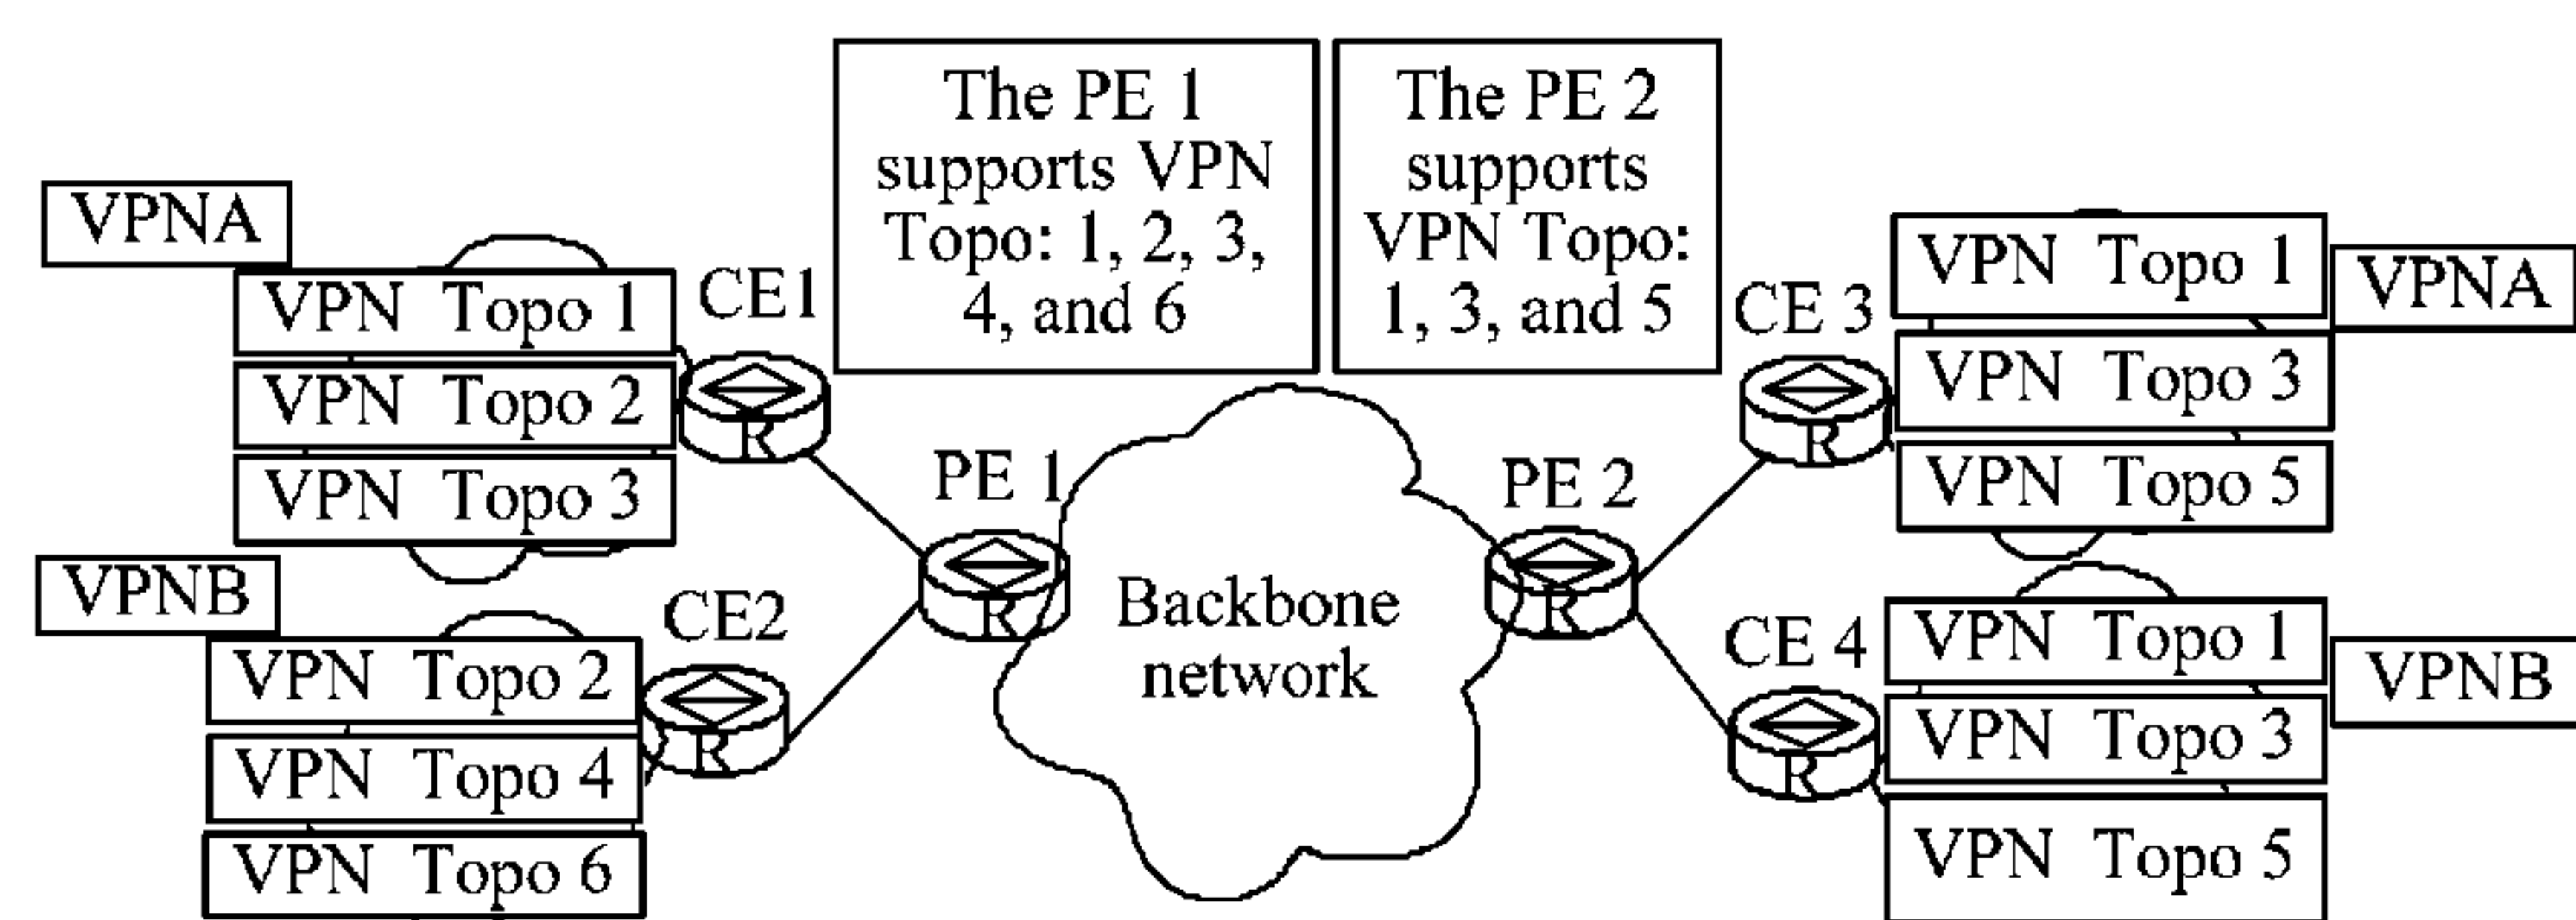 The PE 1
supports VPN
Topo: 1, 2, 3,
4, and 6
The PE 2
supports
VPN Topo:
1, 3, and 5
VPNA
VPN Topo 1
VPN Topo 2
VPN Topo 3
CE1
VPNB
VPN Topo 2
VPN Topo 4
VPN Topo 6
CE2
PE 1
R
R
R
Backbone
network
PE 2
R
CE 3
R
VPN Topo 1
VPN Topo 3
VPN Topo 5
VPNA
CE 4
R
VPN Topo 1
VPN Topo 3
VPN Topo 5
VPNB